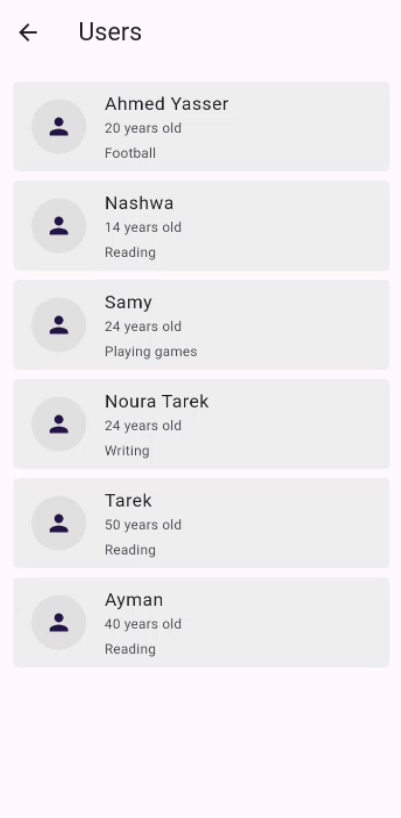 Users
Ahmed Yasser
20 years old
Football
Nashwa
14 years old
Reading
Samy
24 years old
Playing games
Noura Tarek
24 years old
Writing
Tarek
50 years old
Reading
Ayman
40 years old
Reading